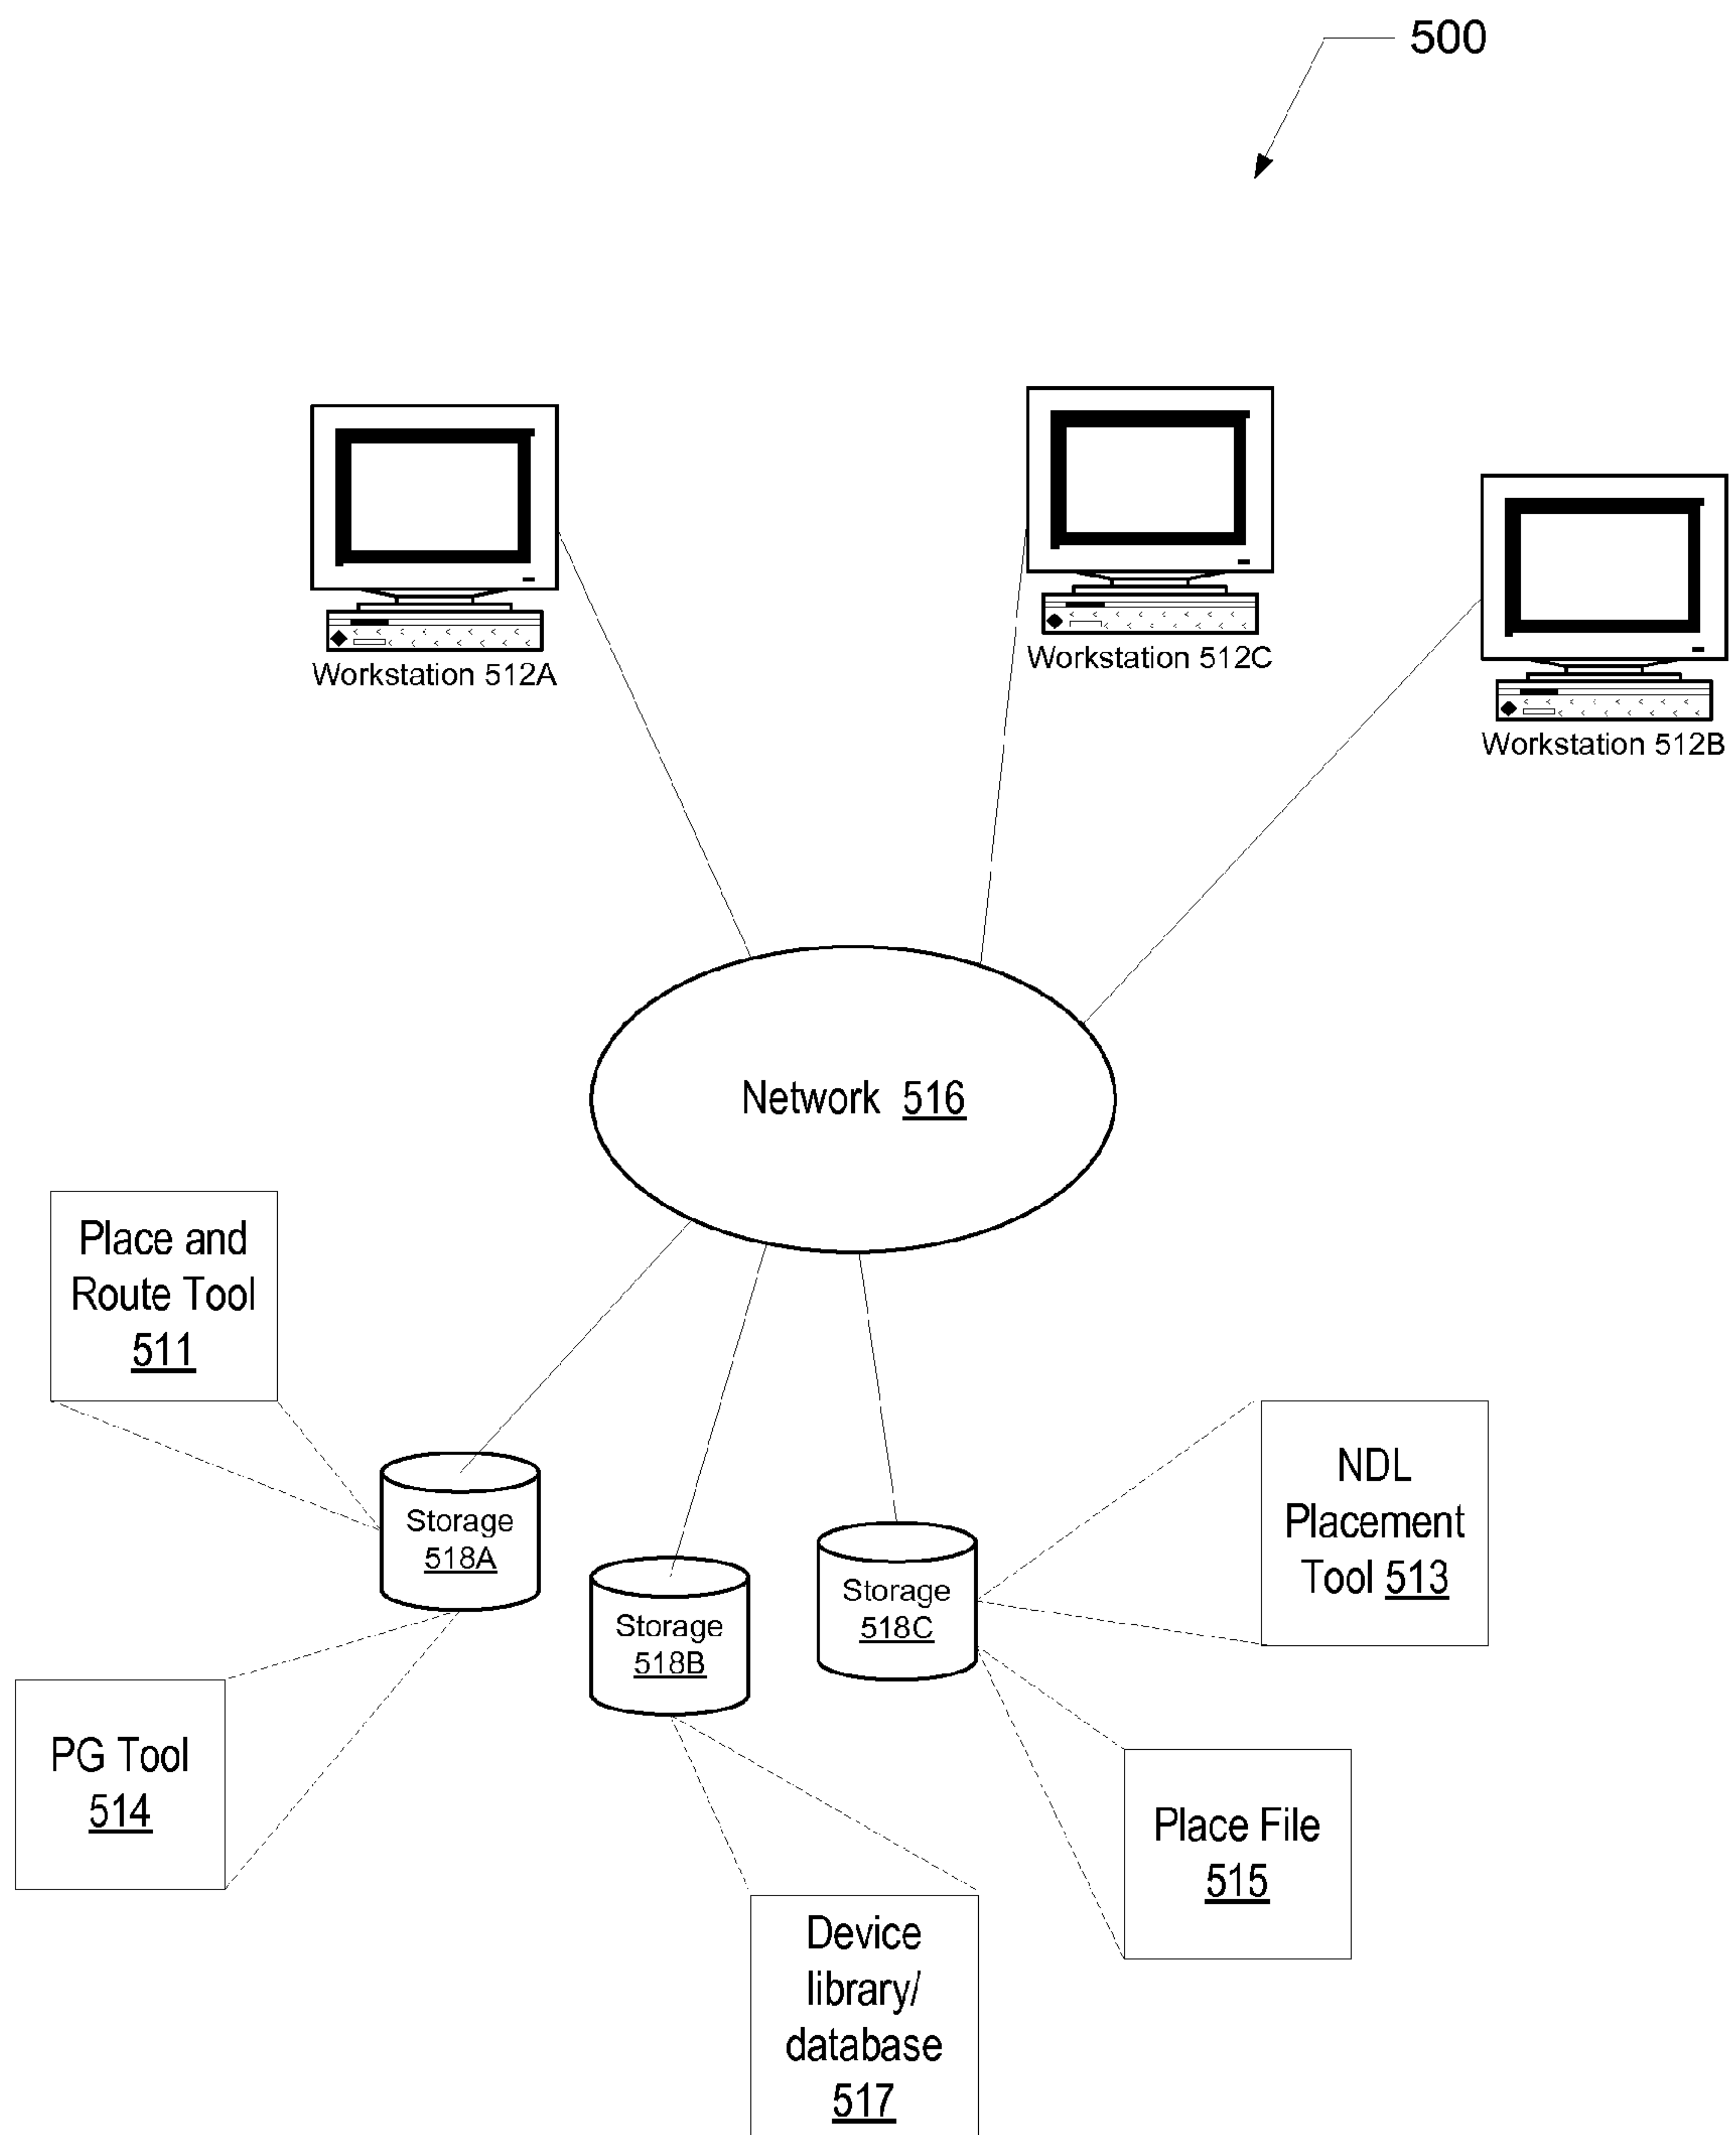 500
Workstation 512A
Workstation 512C
Workstation 512B
Network 516
Place and
Route Tool
511
Storage
518A
Storage
518B
Storage
518C
NDL
Placement
Tool 513
PG Tool
514
Place File
515
Device
library/
database
517